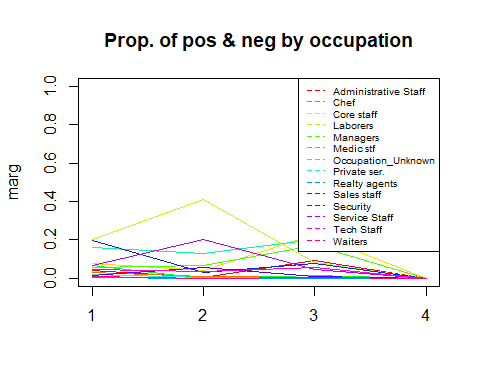 Prop. of pos & neg by occupation
marg
1.0
0.8
0.6
0.4
0.2
0.0
Administrative Staff
Chef
Core staff
Laborers
Managers
Medic stf
Occupation_Unknown
Private ser.
Realty agents
Sales staff
Security
Service Staff
Tech Staff
Waiters
1 2 3 4